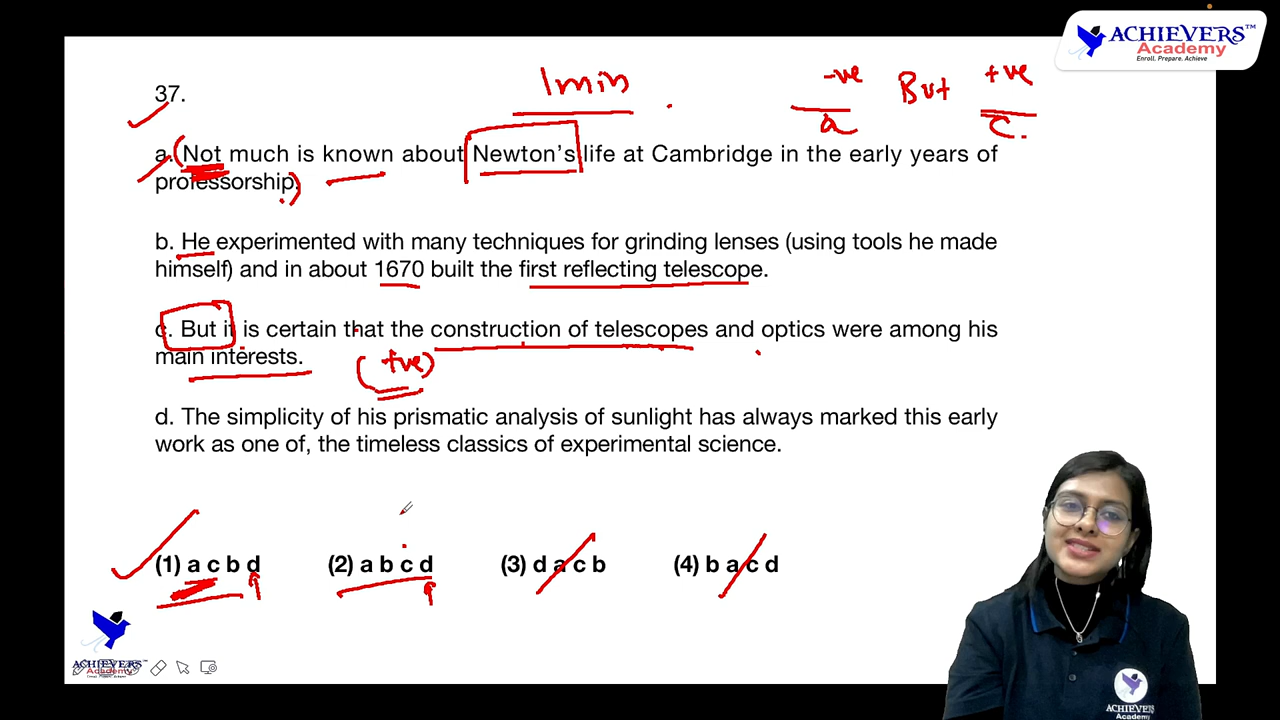 ACHIEVERS™
Academy
Enroll. Prepare. Achieve
1min
-ve But +ve
a c.
37.
a. (Not much is known about Newton's life at Cambridge in the early years of
professorship.)
b. He experimented with many techniques for grinding lenses (using tools he made
himself) and in about 1670 built the first reflecting telescope.
c. But it is certain that the construction of telescopes and optics were among his
main interests.
(+ve)
d. The simplicity of his prismatic analysis of sunlight has always marked this early
work as one of, the timeless classics of experimental science.
(1) a c b d (2) a b c d (3) d a c b (4) b a c d
ACHIEVERS™
Academy
ACHIEVERS
Academy